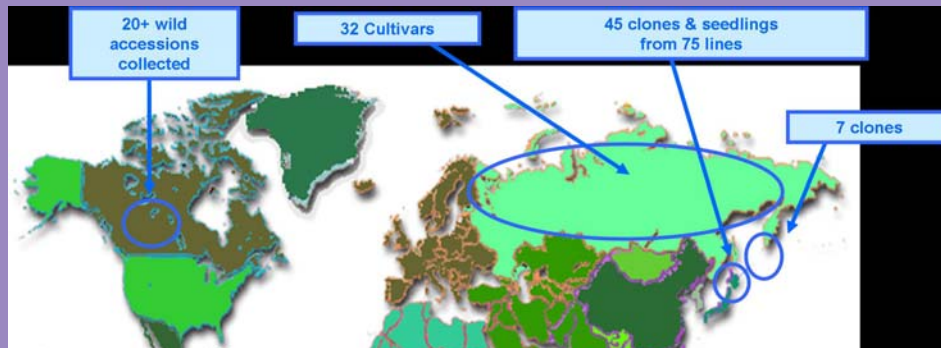 20+ wild
accessions
collected
32 Cultivars
45 clones & seedlings
from 75 lines
7 clones